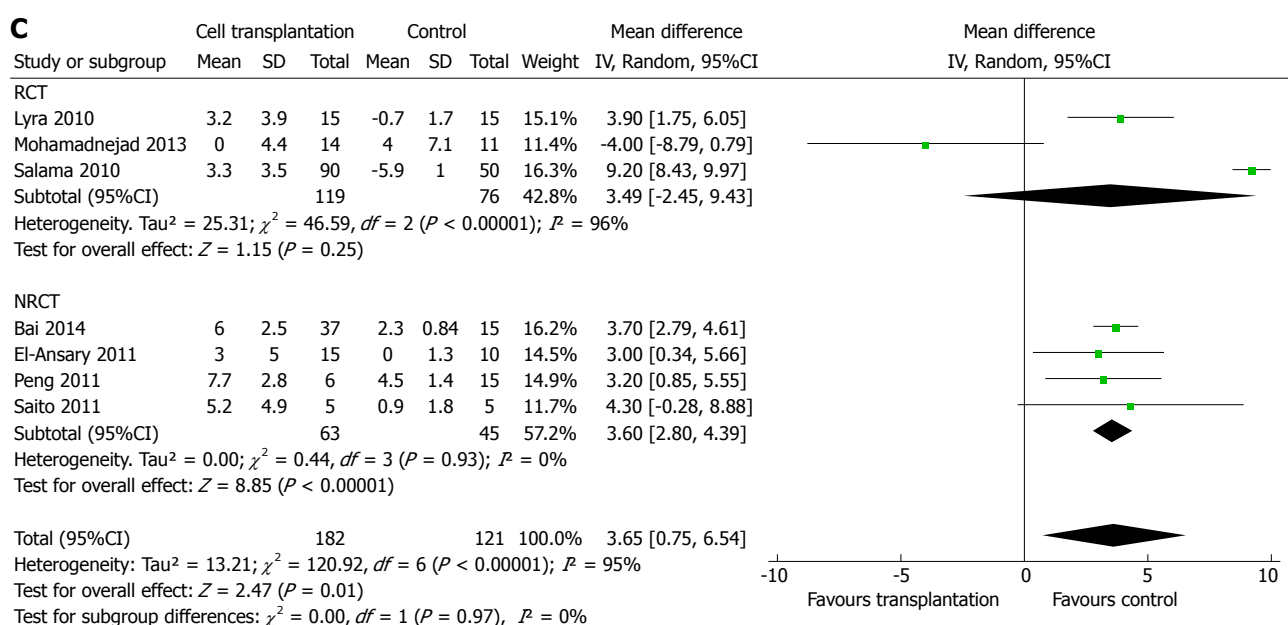 C
Cell transplantation Control Mean difference Mean difference
Study or subgroup Mean SD Total Mean SD Total Weight IV, Random, 95%CI IV, Random, 95%CI
RCT
Lyra 2010 3.2 3.9 15 -0.7 1.7 15 15.1% 3.90 [1.75, 6.05]
Mohamadnejad 2013 0 4.4 14 4 7.1 11 11.4% -4.00 [-8.79, 0.79]
Salama 2010 3.3 3.5 90 -5.9 1 50 16.3% 9.20 [8.43, 9.97]
Subtotal (95%CI) 119 76 42.8% 3.49 [-2.45, 9.43]
Heterogeneity. Tau² = 25.31; χ² = 46.59, df = 2 (P < 0.00001); I² = 96%
Test for overall effect: Z = 1.15 (P = 0.25)
NRCT
Bai 2014 6 2.5 37 2.3 0.84 15 16.2% 3.70 [2.79, 4.61]
El-Ansary 2011 3 5 15 0 1.3 10 14.5% 3.00 [0.34, 5.66]
Peng 2011 7.7 2.8 6 4.5 1.4 15 14.9% 3.20 [0.85, 5.55]
Saito 2011 5.2 4.9 5 0.9 1.8 5 11.7% 4.30 [-0.28, 8.88]
Subtotal (95%CI) 63 45 57.2% 3.60 [2.80, 4.39]
Heterogeneity. Tau² = 0.00; χ² = 0.44, df = 3 (P = 0.93); I² = 0%
Test for overall effect: Z = 8.85 (P < 0.00001)
Total (95%CI) 182 121 100.0% 3.65 [0.75, 6.54]
Heterogeneity: Tau² = 13.21; χ² = 120.92, df = 6 (P < 0.00001); I² = 95%
Test for overall effect: Z = 2.47 (P = 0.01)
Test for subgroup differences: χ² = 0.00, df = 1 (P = 0.97), I² = 0%
-10 -5 0 5 10
Favours transplantation Favours control